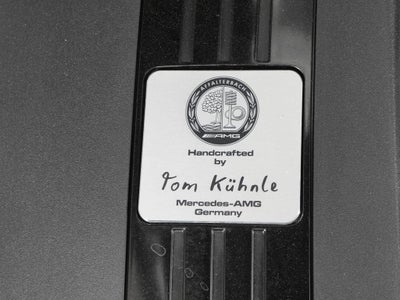 AFFALTERBACH
AMG
Handcrafted
by
Tom Kühnle
Mercedes-AMG
Germany